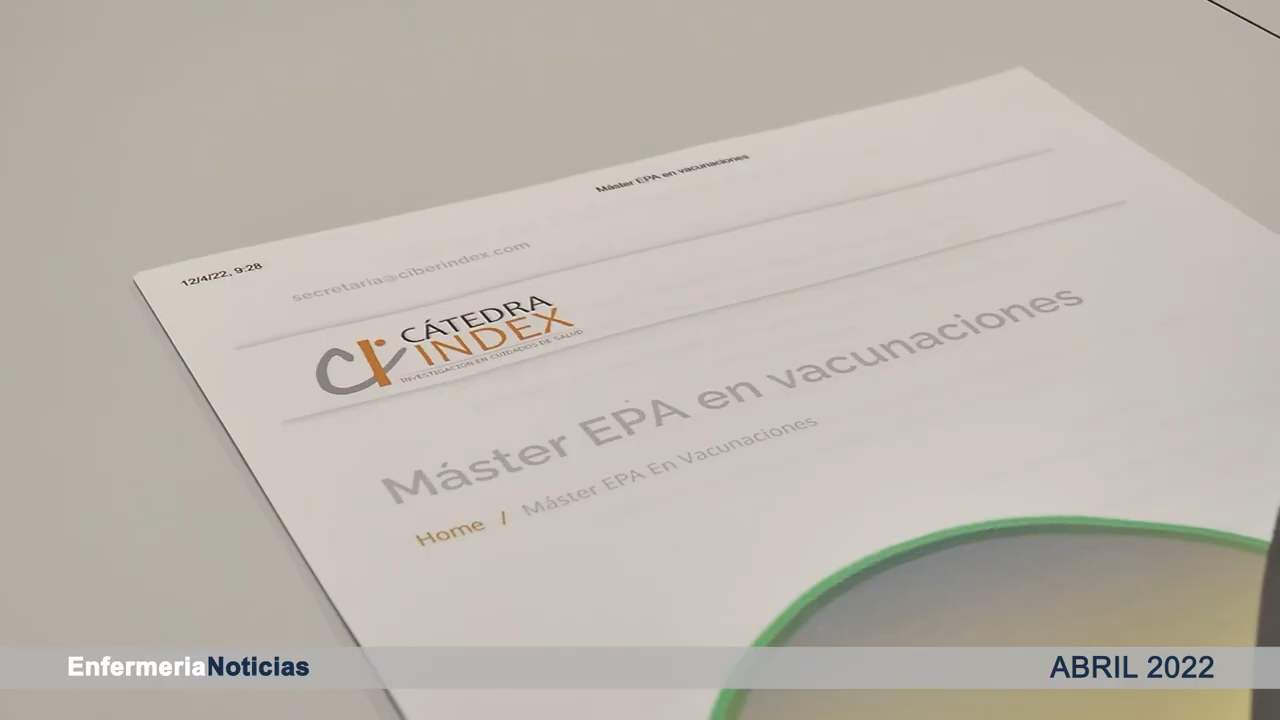 Máster EPA en vacunaciones
12/4/22, 9:28
secretaria@ciberindex.com
CÁTEDRA
INDEX
INVESTIGACIÓN EN CUIDADOS DE SALUD
Máster EPA en vacunaciones
Home / Máster EPA En Vacunaciones
EnfermeriaNoticias
ABRIL 2022